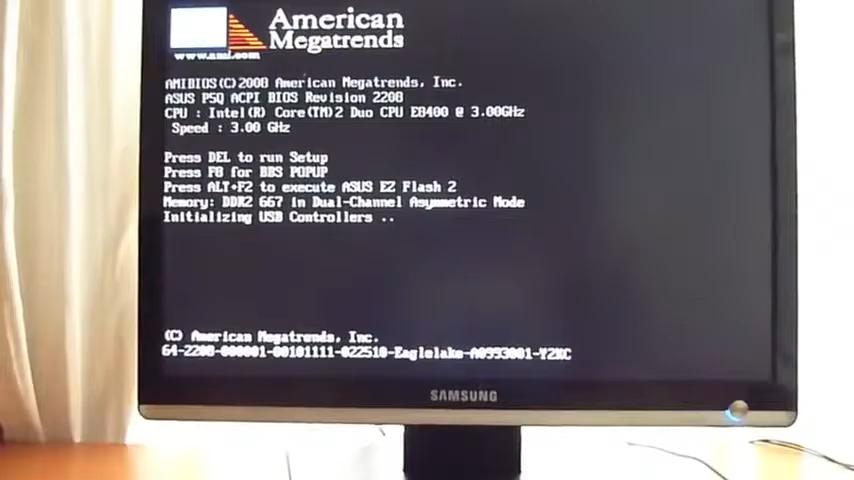 American
Megatrends
www.ami.com
AMIBIOS(C)2008 American Megatrends, Inc.
ASUS P5Q ACPI BIOS Revision 2208
CPU : Intel(R) Core(TM)2 Duo CPU E8400 @ 3.00GHz
Speed : 3.00 GHz
Press DEL to run Setup
Press F8 for BBS POPUP
Press ALT+F2 to execute ASUS EZ Flash 2
Memory: DDR2 667 in Dual-Channel Asymmetric Mode
Initializing USB Controllers ..
(C) American Megatrends, Inc.
64-2208-000001-00101111-022510-Eaglelake-A0993001-Y2KC
SAMSUNG